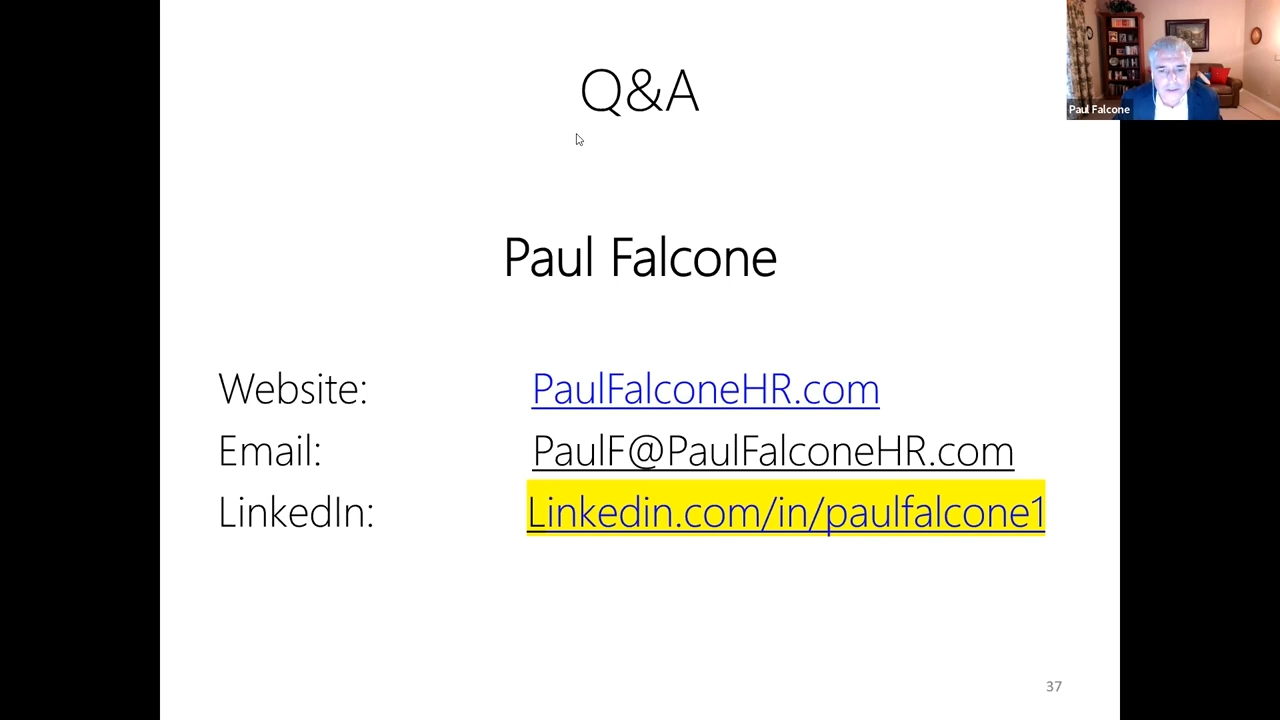 Q&A
Paul Falcone
Paul Falcone
Website: PaulFalconeHR.com
Email: PaulF@PaulFalconeHR.com
LinkedIn: Linkedin.com/in/paulfalcone1
37